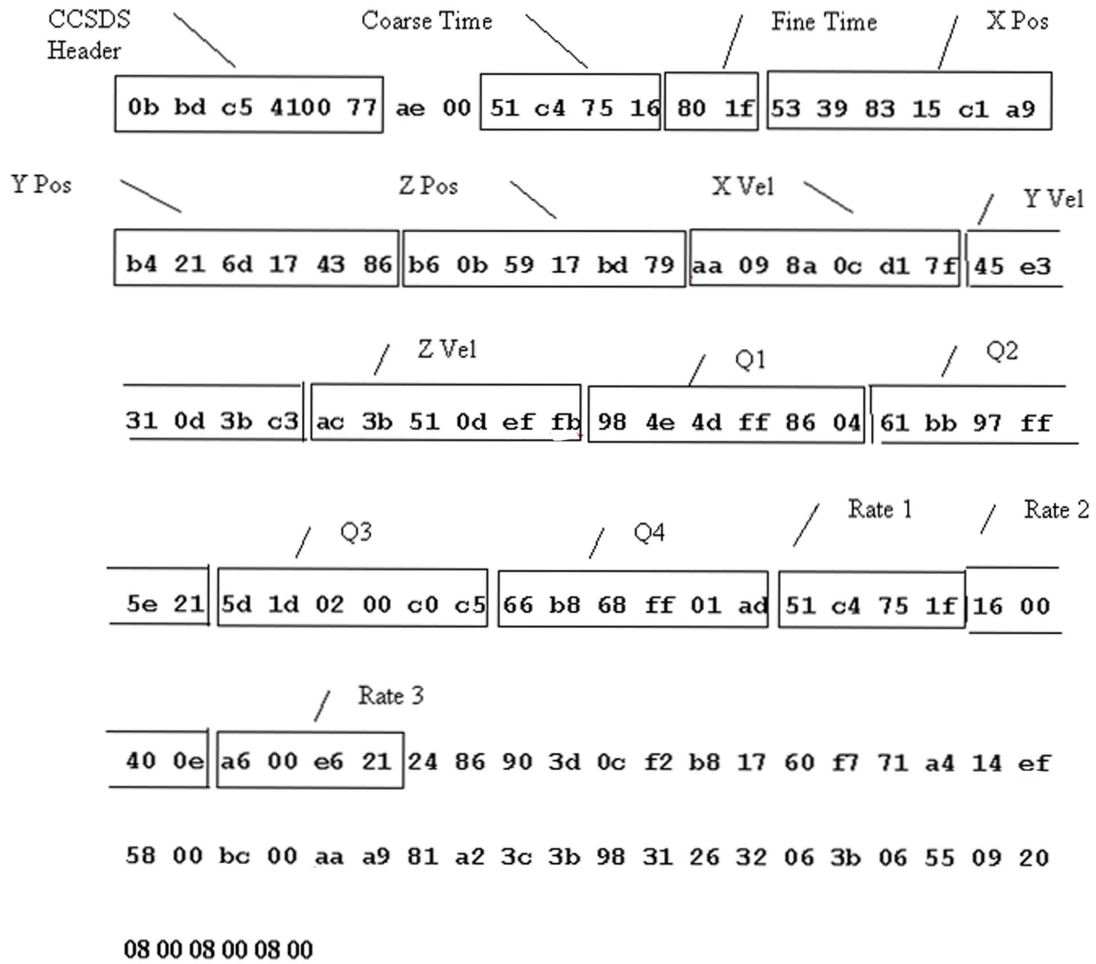 CCSDS Header Coarse Time Fine Time X Pos
0b bd c5 4100 77 ae 00 51 c4 75 16 80 1f 53 39 83 15 c1 a9
Y Pos Z Pos X Vel Y Vel
b4 21 6d 17 43 86 b6 0b 59 17 bd 79 aa 09 8a 0c d1 7f 45 e3
Z Vel Q1 Q2
31 0d 3b c3 ac 3b 51 0d ef fb 98 4e 4d ff 86 04 61 bb 97 ff
Q3 Q4 Rate 1 Rate 2
5e 21 5d 1d 02 00 c0 c5 66 b8 68 ff 01 ad 51 c4 75 1f 16 00
Rate 3
40 0e a6 00 e6 21 24 86 90 3d 0c f2 b8 17 60 f7 71 a4 14 ef
58 00 bc 00 aa a9 81 a2 3c 3b 98 31 26 32 06 3b 06 55 09 20
08 00 08 00 08 00